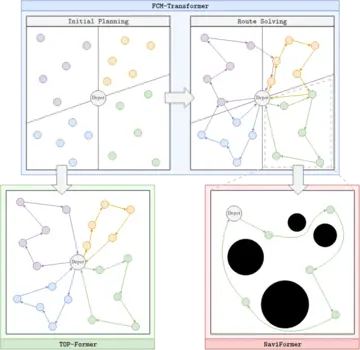 FCM-Transformer
Initial Planning
Route Solving
Depot
Depot
Depot
Depot
TOP-Former
NaviFormer